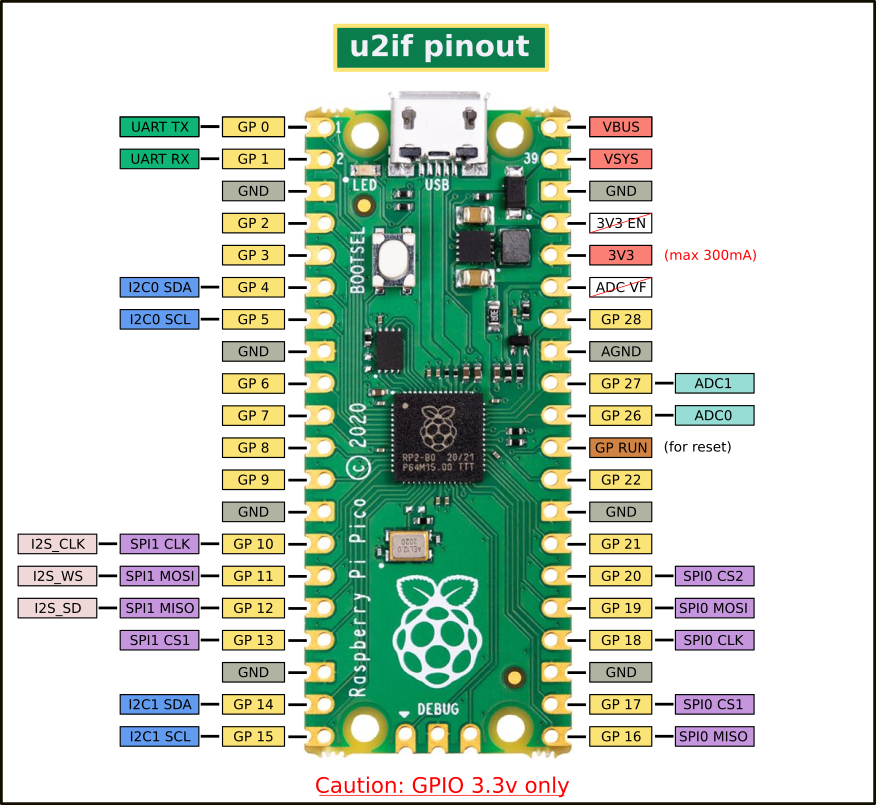 u2if pinout
UART TX GP 0 1 VBUS
UART RX GP 1 2 39 VSYS
LED USB
GND GND
GP 2 3V3 EN
BOOTSEL
GP 3 3V3 (max 300mA)
I2C0 SDA GP 4 ADC VF
I2C0 SCL GP 5 GP 28
GND AGND
GP 6 GP 27 ADC1
GP 7 GP 26 ADC0
GP 8 GP RUN (for reset)
RP2-B0 20/21
P64M15.00 TTT
GP 9 GP 22
GND GND
Raspberry Pi Pico © 2020
I2S_CLK SPI1 CLK GP 10 GP 21
I2S_WS SPI1 MOSI GP 11 GP 20 SPI0 CS2
I2S_SD SPI1 MISO GP 12 GP 19 SPI0 MOSI
SPI1 CS1 GP 13 GP 18 SPI0 CLK
GND GND
I2C1 SDA GP 14 GP 17 SPI0 CS1
DEBUG
I2C1 SCL GP 15 GP 16 SPI0 MISO
Caution: GPIO 3.3v only